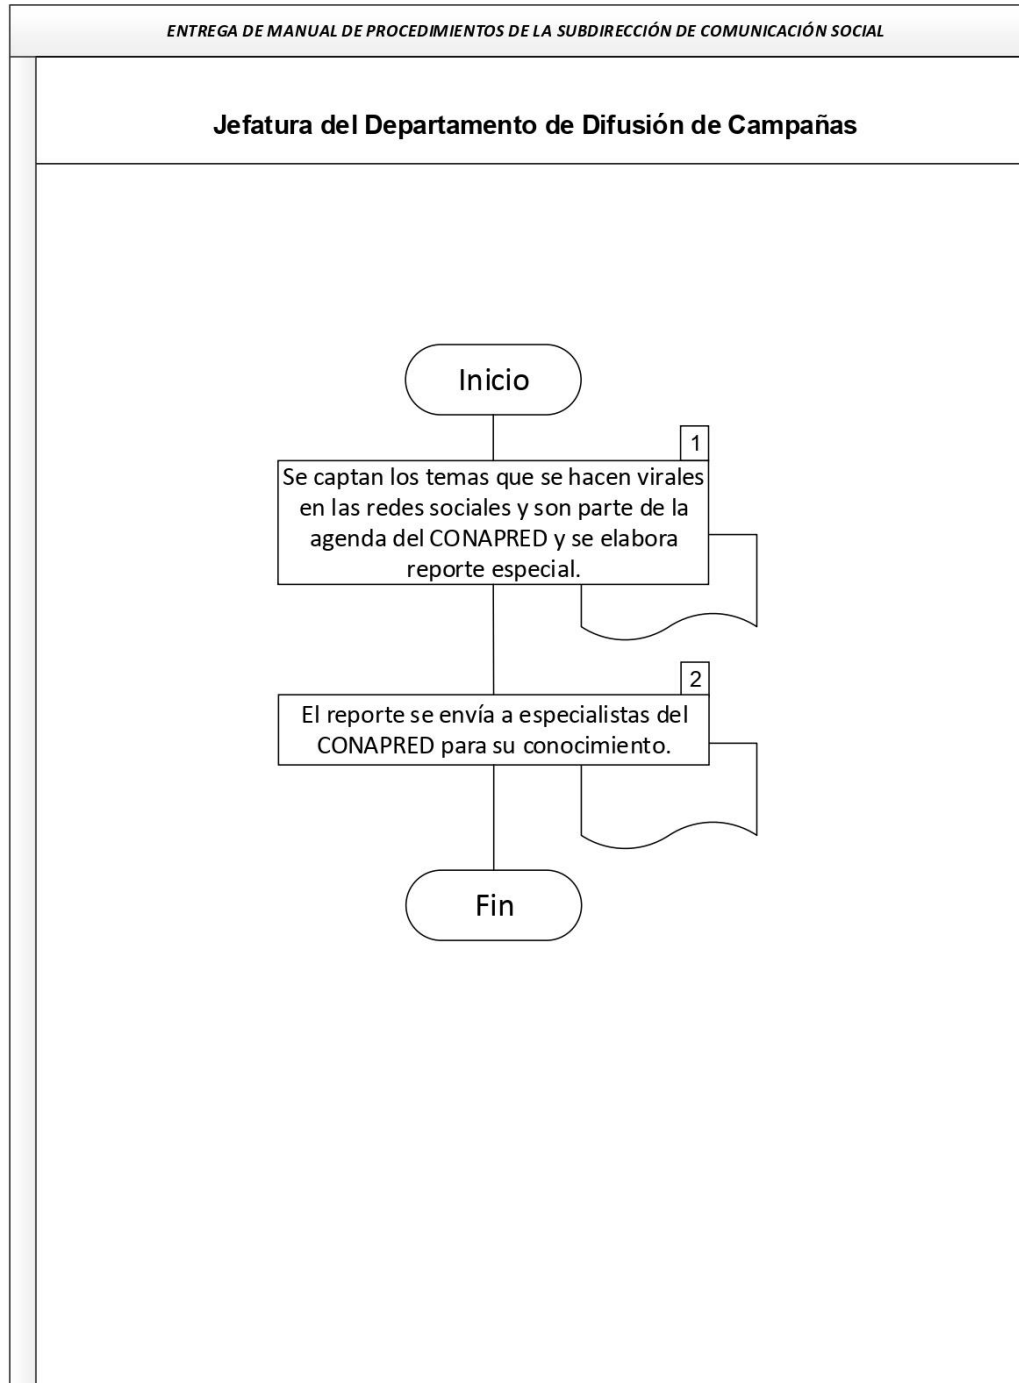 ENTREGA DE MANUAL DE PROCEDIMIENTOS DE LA SUBDIRECCIÓN DE COMUNICACIÓN SOCIAL
Jefatura del Departamento de Difusión de Campañas
Inicio
1
Se captan los temas que se hacen virales
en las redes sociales y son parte de la
agenda del CONAPRED y se elabora
reporte especial.
2
El reporte se envía a especialistas del
CONAPRED para su conocimiento.
Fin